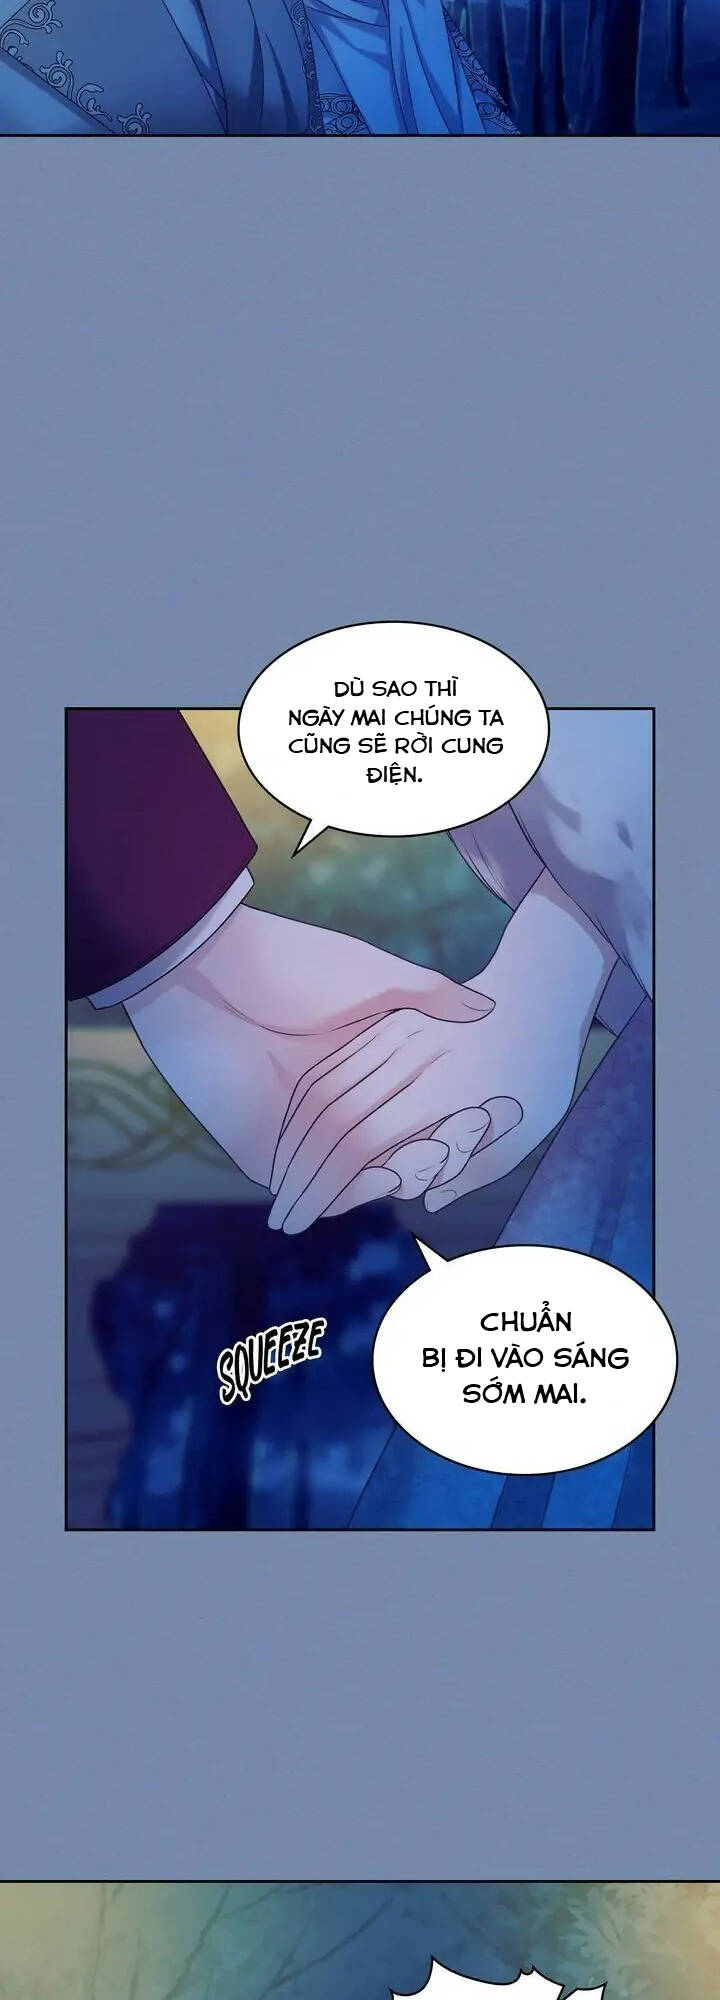 DÙ SAO THÌ
NGÀY MAI CHÚNG TA
CŨNG SẼ RỜI CUNG
ĐIỆN.
SQUEEZE
CHUẨN
BỊ ĐI VÀO SÁNG
SỚM MAI.